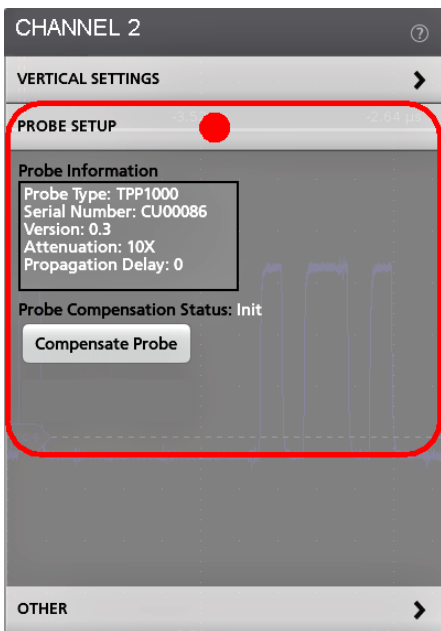 CHANNEL 2
?
VERTICAL SETTINGS
PROBE SETUP
Probe Information
Probe Type: TPP1000
Serial Number: CU00086
Version: 0.3
Attenuation: 10X
Propagation Delay: 0
Probe Compensation Status: Init
Compensate Probe
OTHER